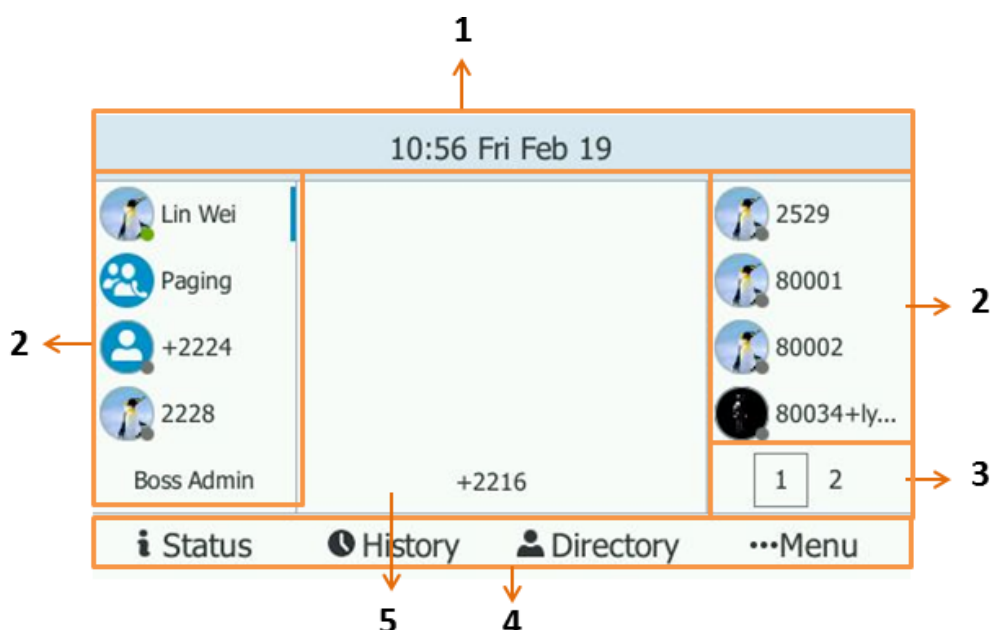 1
10:56 Fri Feb 19
Lin Wei
2529
Paging
80001
2
2
+2224
80002
2228
80034+ly...
Boss Admin
+2216
1 2
3
Status History Directory ...Menu
5
4